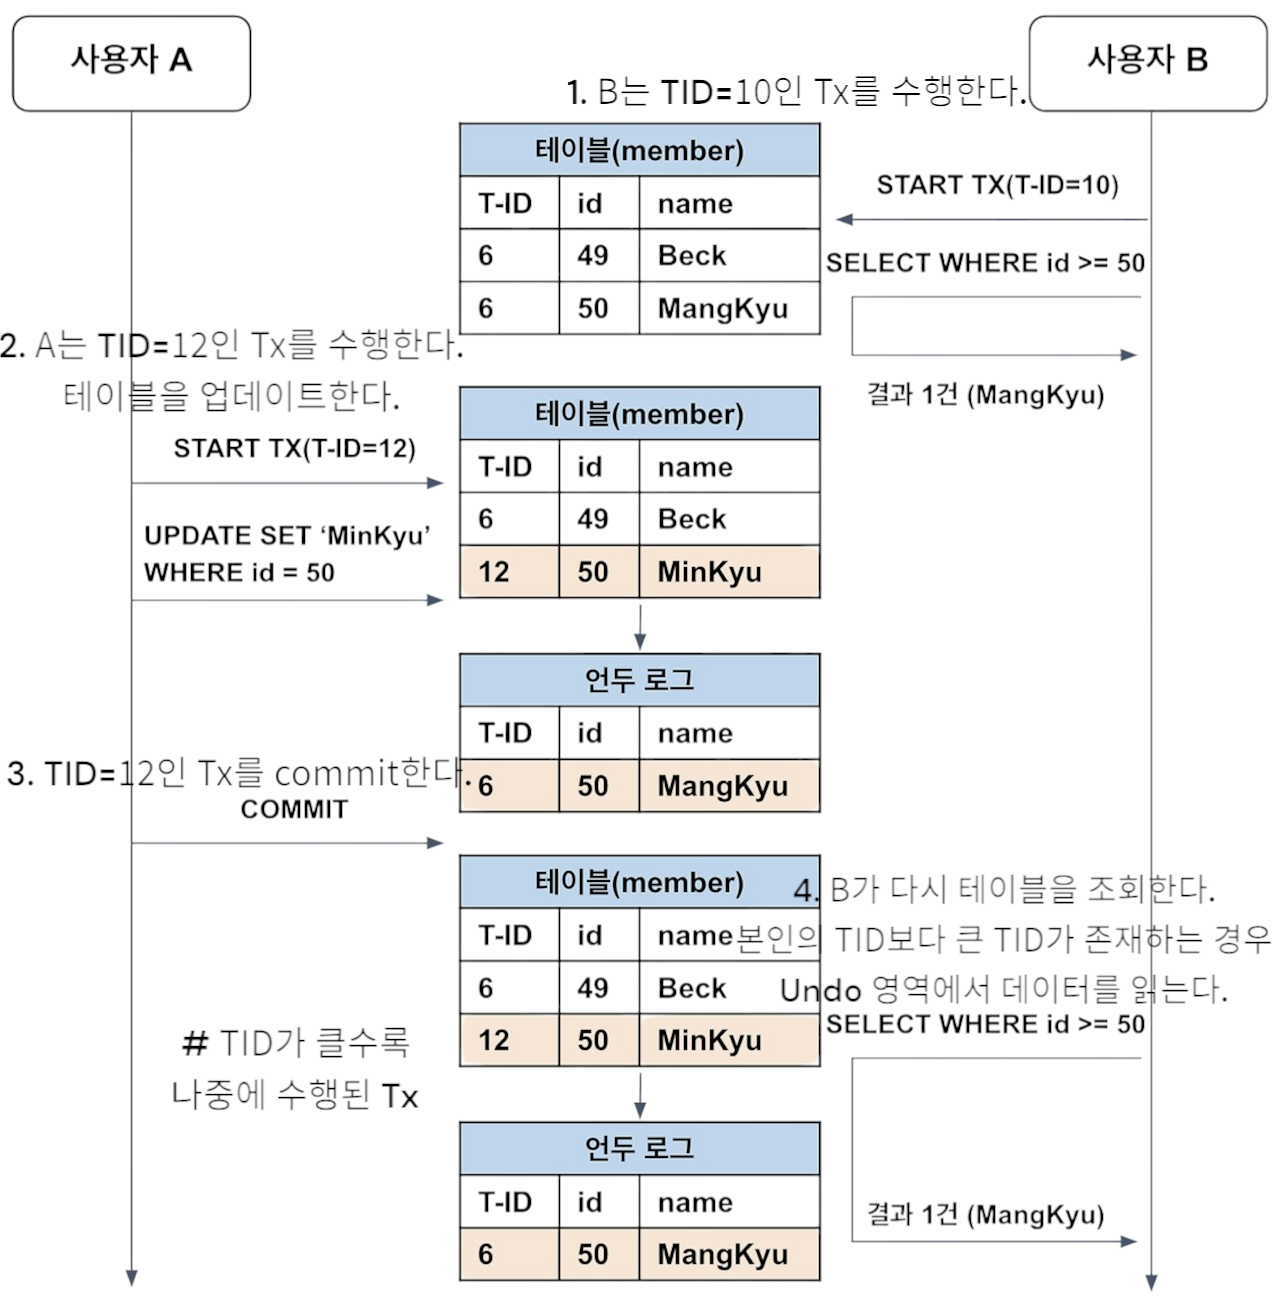 사용자 A
사용자 B
1. B는 TID=10인 Tx를 수행한다.
테이블(member)
T-ID id name
6 49 Beck
6 50 MangKyu
START TX(T-ID=10)
SELECT WHERE id >= 50
결과 1건 (MangKyu)
2. A는 TID=12인 Tx를 수행한다.
테이블을 업데이트한다.
START TX(T-ID=12)
UPDATE SET ‘MinKyu’
WHERE id = 50
테이블(member)
T-ID id name
6 49 Beck
12 50 MinKyu
언두 로그
T-ID id name
6 50 MangKyu
3. TID=12인 Tx를 commit한다.
COMMIT
테이블(member)
T-ID id name
6 49 Beck
12 50 MinKyu
4. B가 다시 테이블을 조회한다.
본인의 TID보다 큰 TID가 존재하는 경우
Undo 영역에서 데이터를 읽는다.
SELECT WHERE id >= 50
# TID가 클수록
나중에 수행된 Tx
언두 로그
T-ID id name
6 50 MangKyu
결과 1건 (MangKyu)